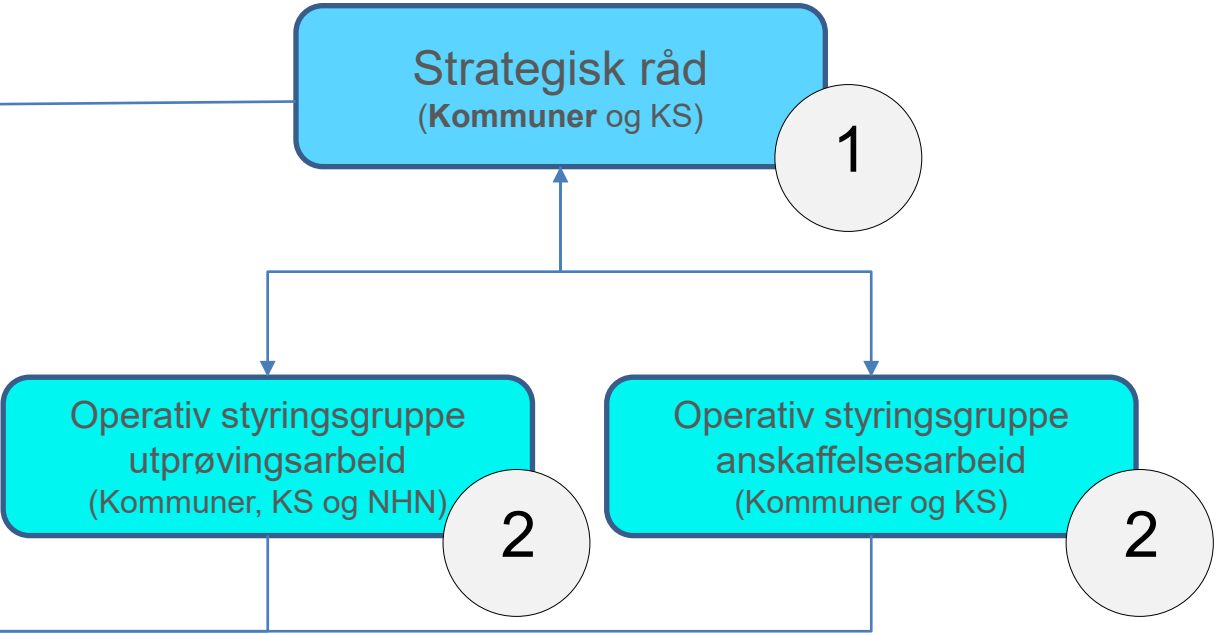 Strategisk råd
(Kommuner og KS)
1
Operativ styringsgruppe
utprøvingsarbeid
(Kommuner, KS og NHN)
2
Operativ styringsgruppe
anskaffelsesarbeid
(Kommuner og KS)
2